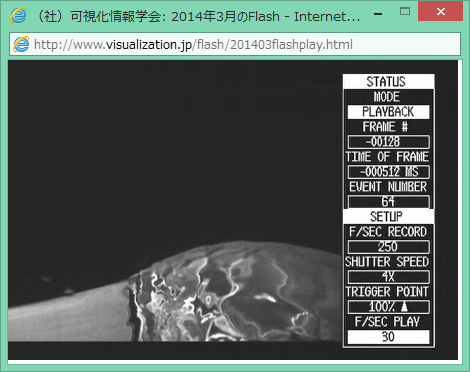 (社)可視化情報学会: 2014年3月のFlash - Internet...
http://www.visualization.jp/flash/201403flashplay.html
STATUS
MODE
PLAYBACK
FRAME #
-00128
TIME OF FRAME
-000512 MS
EVENT NUMBER
64
SETUP
F/SEC RECORD
250
SHUTTER SPEED
4X
TRIGGER POINT
100%
F/SEC PLAY
30